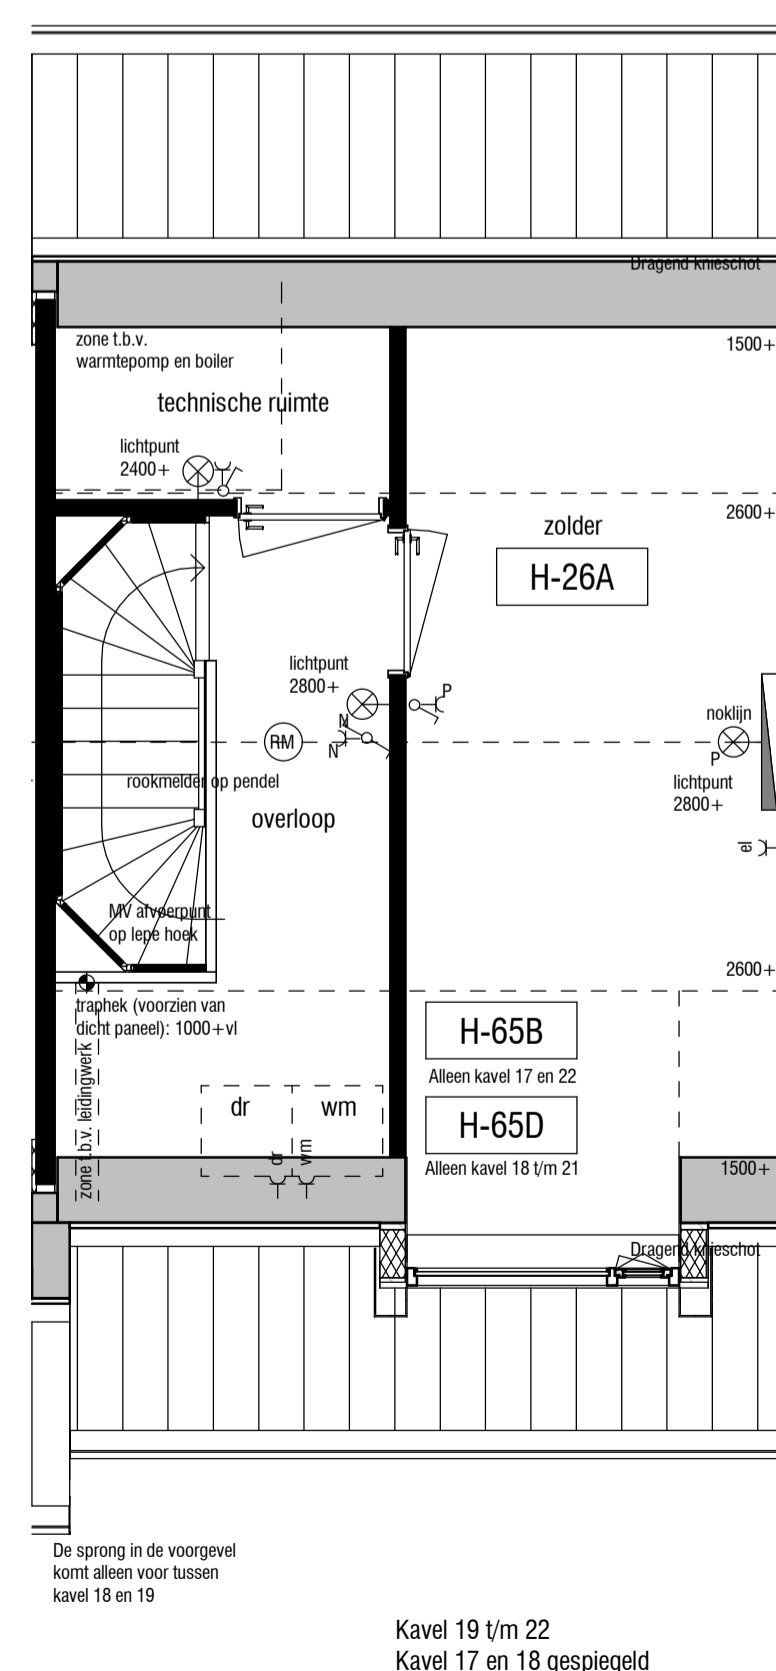 Dragend knieschot
zone t.b.v.
warmtepomp en boiler
1500+
technische ruimte
lichtpunt
2400+
2600+
zolder
H-26A
lichtpunt
2800+
P
noklijn
N
RM
N
P
rookmelder op pendel
lichtpunt
2800+
overloop
el
MV afvoerpunt
op lepe hoek
2600+
traphek (voorzien van
dicht paneel): 1000+vl
H-65B
Alleen kavel 17 en 22
zone t.b.v. leidingwerk
dr
wm
H-65D
dr
wm
Alleen kavel 18 t/m 21
1500+
Dragend knieschot
De sprong in de voorgevel
komt alleen voor tussen
kavel 18 en 19
Kavel 19 t/m 22
Kavel 17 en 18 gespiegeld